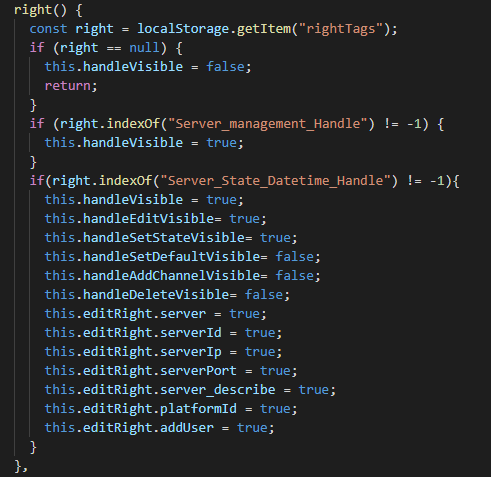 right() {
const right = localStorage.getItem("rightTags");
if (right == null) {
this.handleVisible = false;
return;
}
if (right.indexOf("Server_management_Handle") != -1) {
this.handleVisible = true;
}
if(right.indexOf("Server_State_Datetime_Handle") != -1){
this.handleVisible = true;
this.handleEditVisible= true;
this.handleSetStateVisible= true;
this.handleSetDefaultVisible= false;
this.handleAddChannelVisible= false;
this.handleDeleteVisible= false;
this.editRight.server = true;
this.editRight.serverId = true;
this.editRight.serverIp = true;
this.editRight.serverPort = true;
this.editRight.server_describe = true;
this.editRight.platformId = true;
this.editRight.addUser = true;
}
},